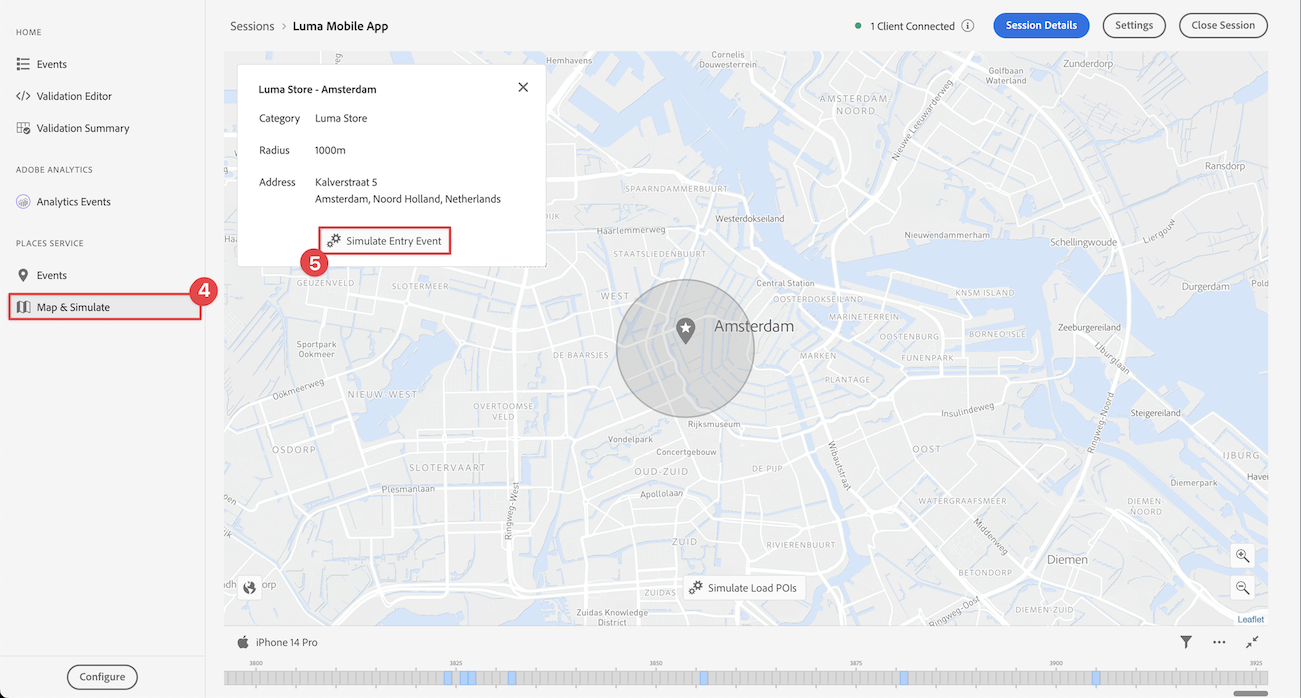 HOME
Events
Validation Editor
Validation Summary
ADOBE ANALYTICS
Analytics Events
PLACES SERVICE
Events
Map & Simulate
4
Configure
Sessions > Luma Mobile App
1 Client Connected
Session Details
Settings
Close Session
Luma Store - Amsterdam
Category Luma Store
Radius 1000m
Address Kalverstraat 5
Amsterdam, Noord Holland, Netherlands
Simulate Entry Event
5
Hemhavens
Cornelis
Douwesterrein
Zunderdorp
Golfbaan
Waterland
AMSTERDAM-
NOORD
Nieuwe Leeuwarderweg
Ransdorp
SPAARNDAMMERBUURT
Westerdokseiland
Haarlemmerweg
Nieuwendammerham
Schellingwoude
Liergouw
STAATSLIEDENBUURT
GEUZENVELD
SLOTERMEER
Central Station
KNSM ISLAND
Durgerdam
WEST
OOSTERDOKSEILAND
MARINETERREIN
Amsterdam
Zeeburgereiland
OOSTENBURG
BORNEO ISLE
Sportpark
Ookmeer
DE BAARSJES
MARKEN
FUNENPARK
IJburglaan
Ookmeerweg
PLANTAGE
NIEUW WEST
OVERTOOMSE
VELD
Insulindeweg
Steigereiland
Rijksmuseum
Ringweg-Noord
Vondelpark
OSDORP
Concertgebouw
OOST
IJBURG
SLOTERVAART
OUD-ZUID
DE PIJP
Wibautstraat
Diemerpark
Plesmanlaan
Apollolaan
WATERGRAAFSMEER
DIEMEN
-NOORD
Ringweg-West
Middenweg
ZUID
RIVIERENBUURT
Diemen
BETONDORP
ZUIDAS
Simulate Load POIs
Ringweg-Oost
DIEMEN-ZUID
Zuidas Knowledge
District
Leaflet
iPhone 14 Pro
3800 3825 3850 3875 3900 3925